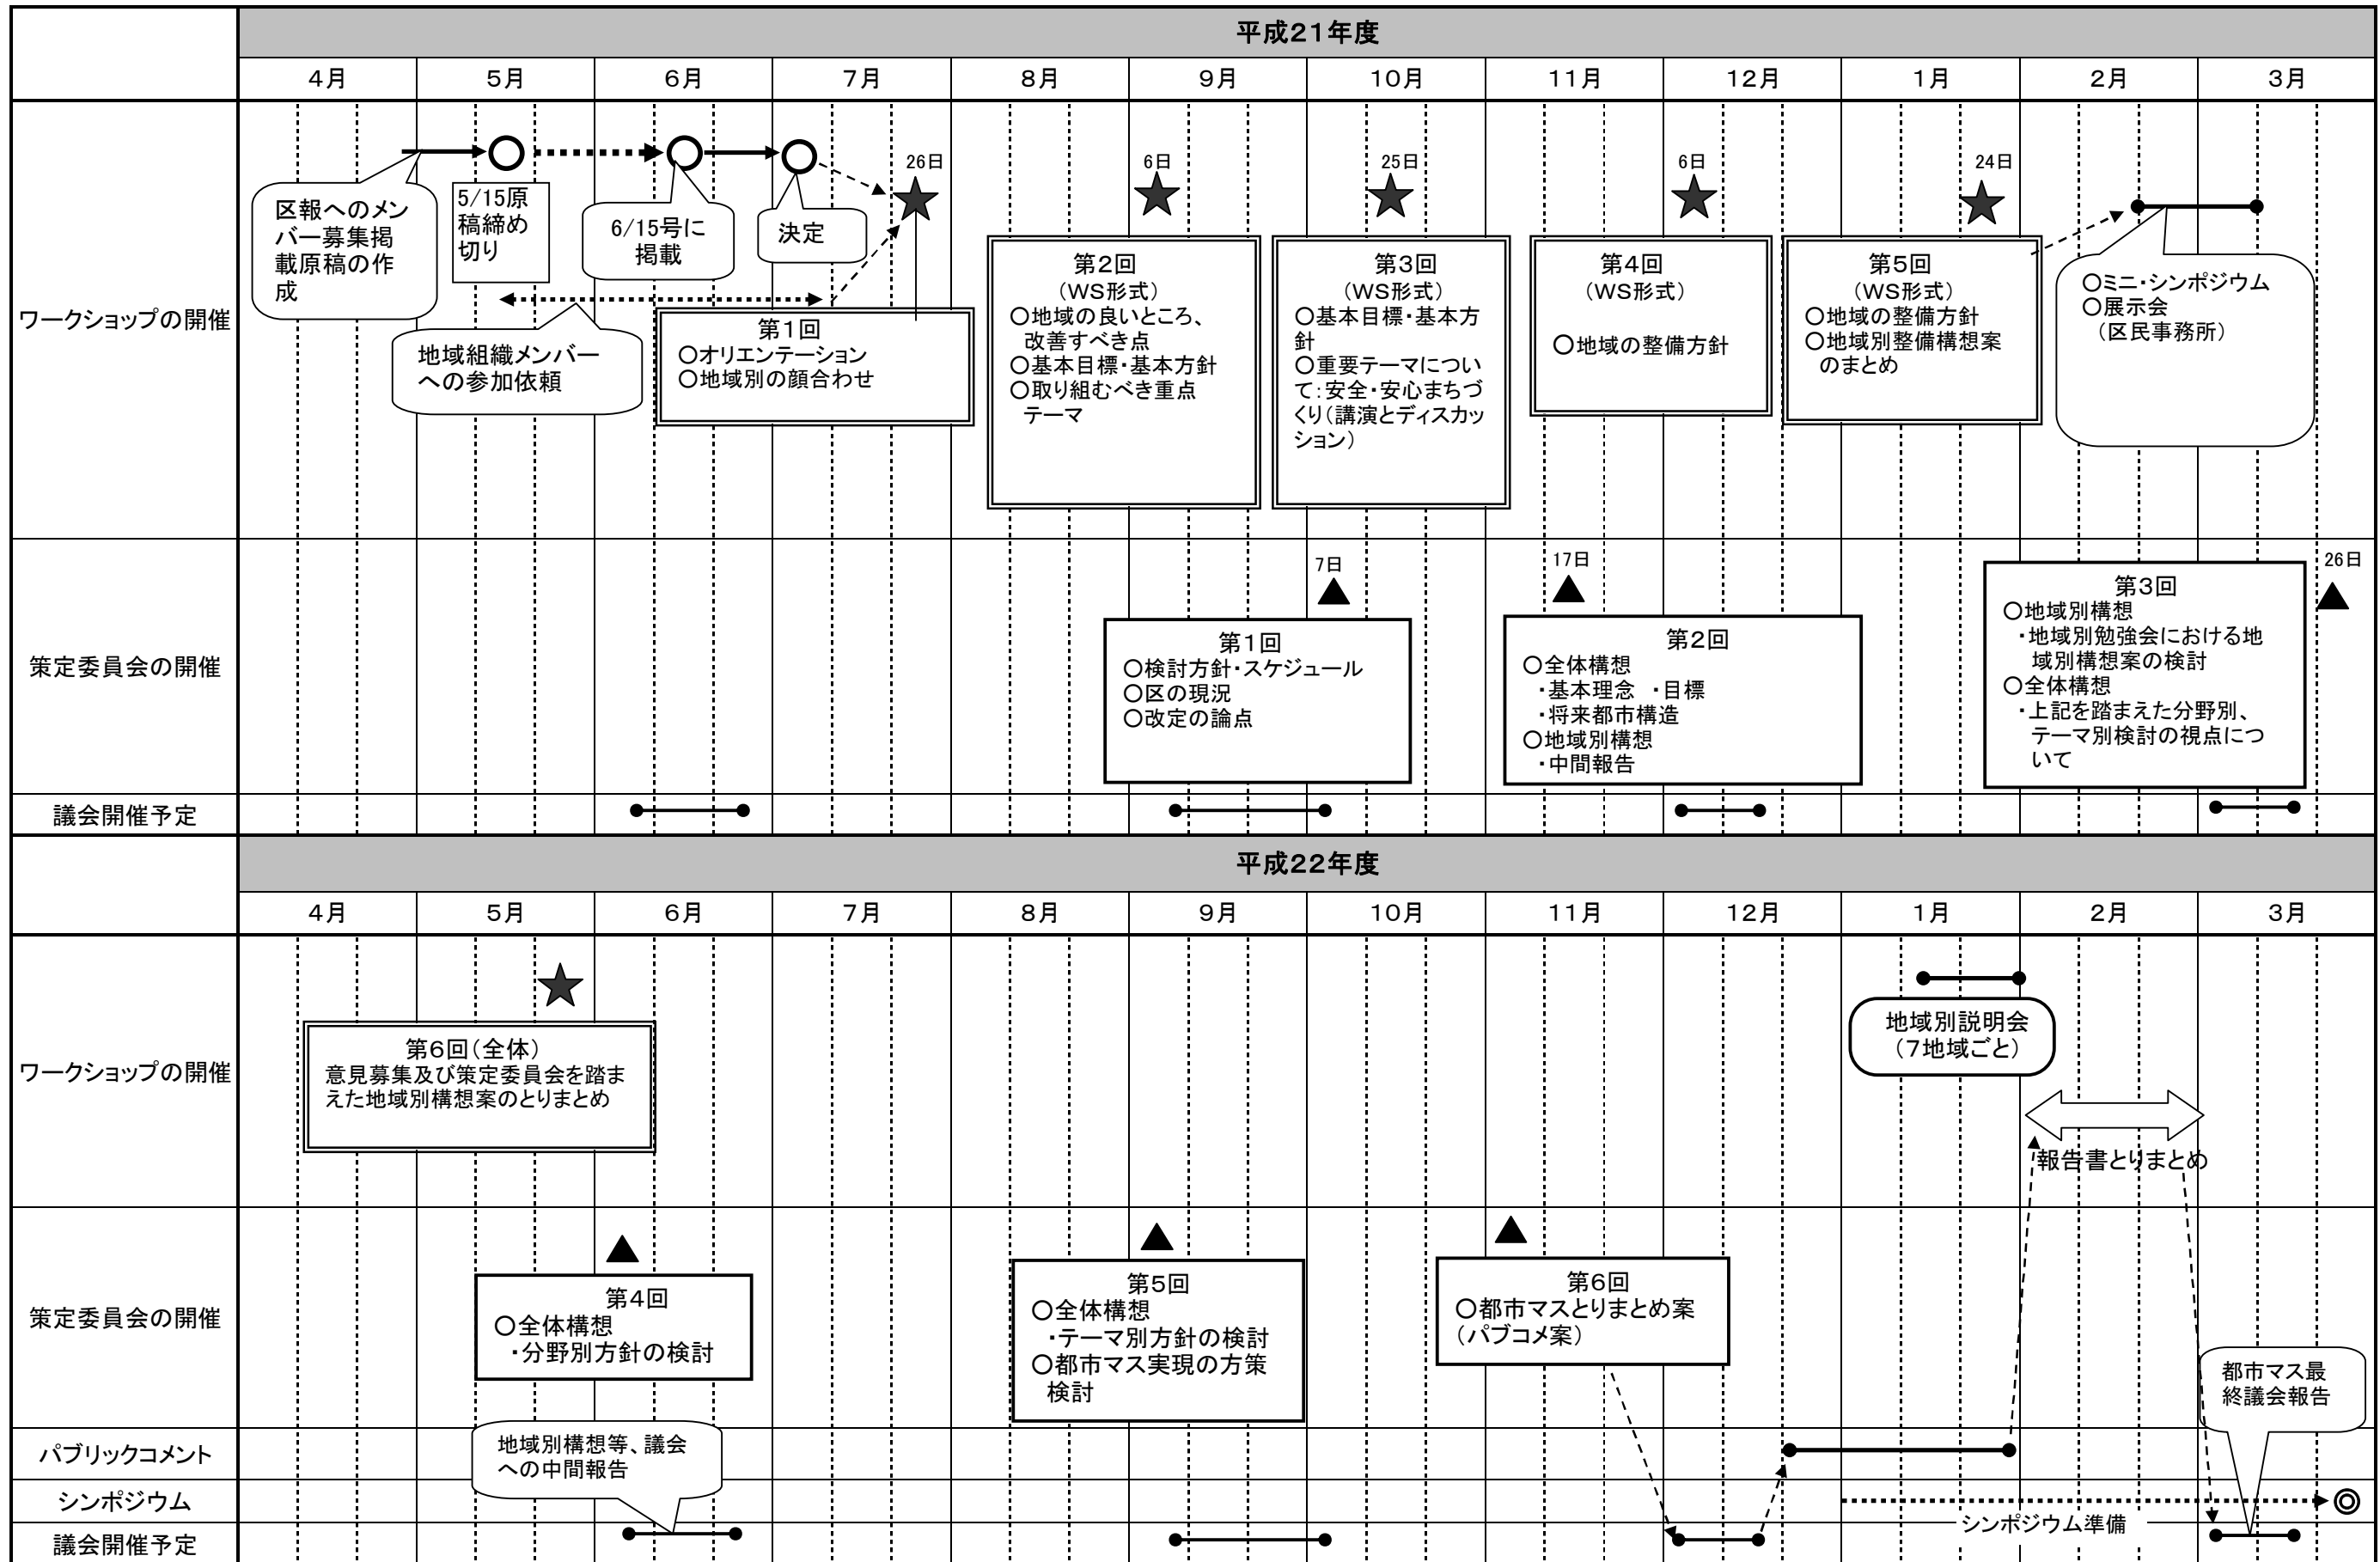 平成21年度
4月 5月 6月 7月 8月 9月 10月 11月 12月 1月 2月 3月
ワークショップの開催
区報へのメン
バー募集掲
載原稿の作
成
5/15原
稿締め
切り
6/15号に
掲載
決定
地域組織メンバー
への参加依頼
26日
第1回
○オリエンテーション
○地域別の顔合わせ
6日
第2回
（WS形式）
○地域の良いところ、
改善すべき点
○基本目標・基本方針
○取り組むべき重点
テーマ
25日
第3回
（WS形式）
○基本目標・基本方
針
○重要テーマについ
て：安全・安心まちづ
くり（講演とディスカッ
ション）
6日
第4回
（WS形式）
○地域の整備方針
24日
第5回
（WS形式）
○地域の整備方針
○地域別整備構想案
のまとめ
○ミニ・シンポジウム
○展示会
（区民事務所）
策定委員会の開催
7日
第1回
○検討方針・スケジュール
○区の現況
○改定の論点
17日
第2回
○全体構想
・基本理念　・目標
・将来都市構造
○地域別構想
・中間報告
26日
第3回
○地域別構想
・地域別勉強会における地
域別構想案の検討
○全体構想
・上記を踏まえた分野別、
テーマ別検討の視点につ
いて
議会開催予定
平成22年度
4月 5月 6月 7月 8月 9月 10月 11月 12月 1月 2月 3月
ワークショップの開催
第6回（全体）
意見募集及び策定委員会を踏ま
えた地域別構想案のとりまとめ
地域別説明会
（7地域ごと）
報告書とりまとめ
策定委員会の開催
第4回
○全体構想
・分野別方針の検討
第5回
○全体構想
・テーマ別方針の検討
○都市マス実現の方策
検討
第6回
○都市マスとりまとめ案
（パブコメ案）
都市マス最
終議会報告
パブリックコメント
地域別構想等、議会
への中間報告
シンポジウム
シンポジウム準備
議会開催予定